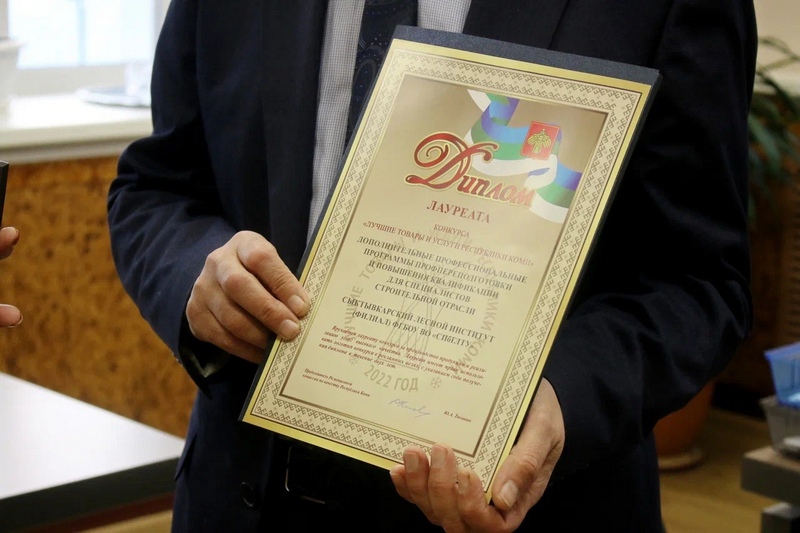 Диплом
ЛАУРЕАТА
КОНКУРСА
«ЛУЧШИЕ ТОВАРЫ И УСЛУГИ РЕСПУБЛИКИ КОМИ»
ДОПОЛНИТЕЛЬНЫЕ ПРОФЕССИОНАЛЬНЫЕ
ПРОГРАММЫ ПРОФПЕРЕПОДГОТОВКИ
И ПОВЫШЕНИЯ КВАЛИФИКАЦИИ
ДЛЯ СПЕЦИАЛИСТОВ
СТРОИТЕЛЬНОЙ ОТРАСЛИ
СЫКТЫВКАРСКИЙ ЛЕСНОЙ ИНСТИТУТ
(ФИЛИАЛ) ФГБОУ ВО «СПБГЛТУ»
2022 ГОД